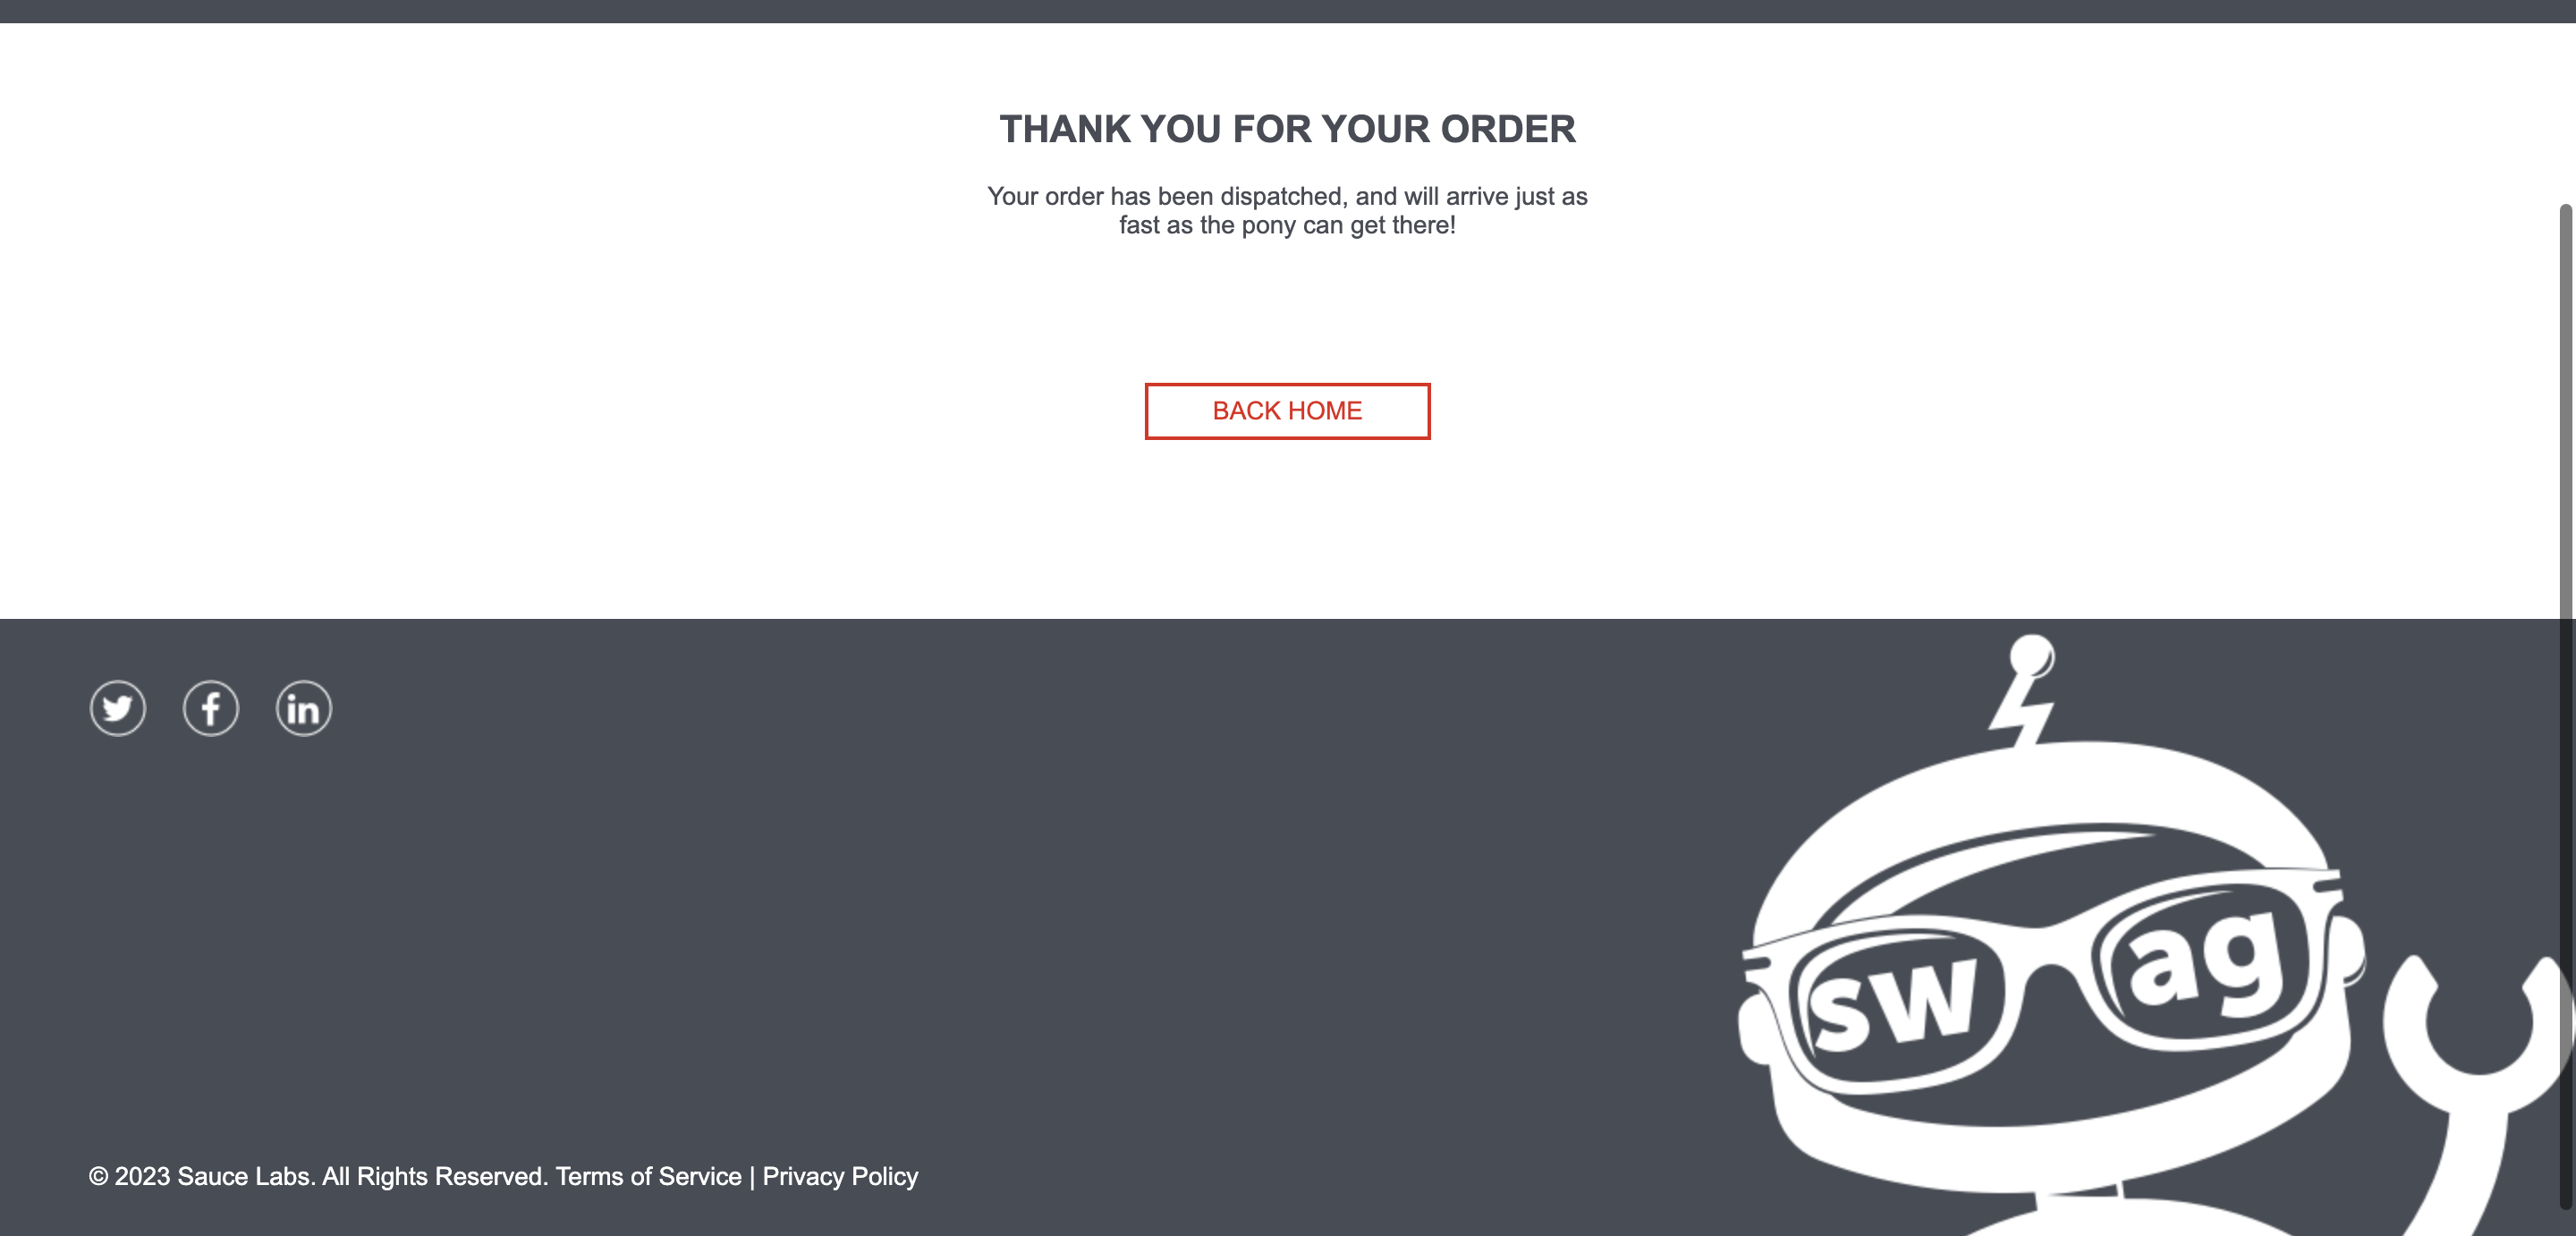 THANK YOU FOR YOUR ORDER
Your order has been dispatched, and will arrive just as
fast as the pony can get there!
BACK HOME
sw ag
© 2023 Sauce Labs. All Rights Reserved. Terms of Service | Privacy Policy